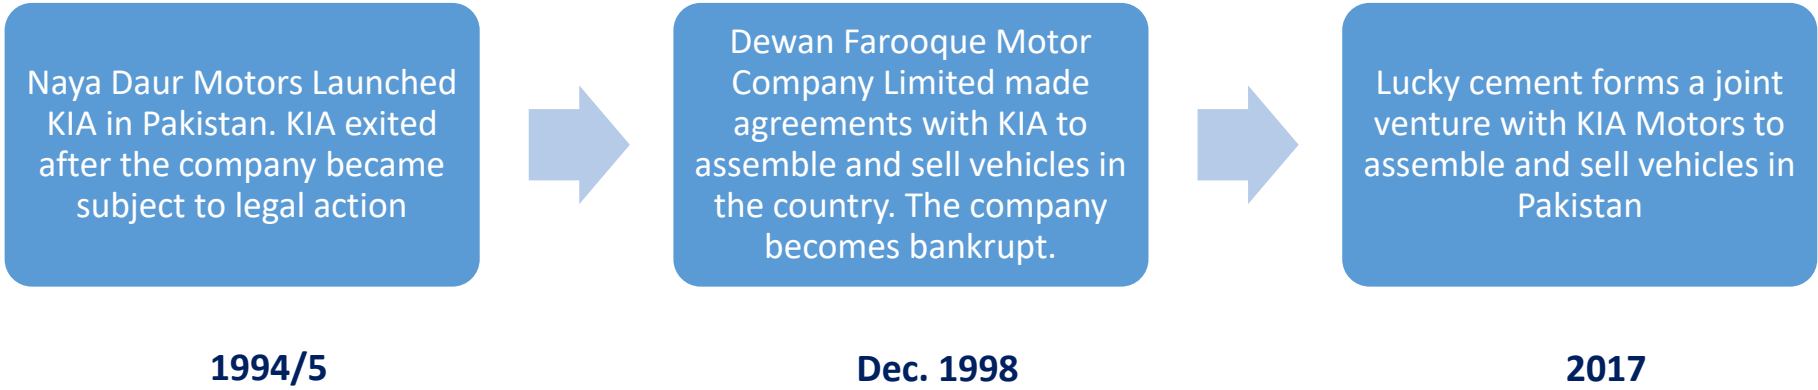 Naya Daur Motors Launched
KIA in Pakistan. KIA exited
after the company became
subject to legal action
Dewan Farooque Motor
Company Limited made
agreements with KIA to
assemble and sell vehicles in
the country. The company
becomes bankrupt.
Lucky cement forms a joint
venture with KIA Motors to
assemble and sell vehicles in
Pakistan
1994/5
Dec. 1998
2017